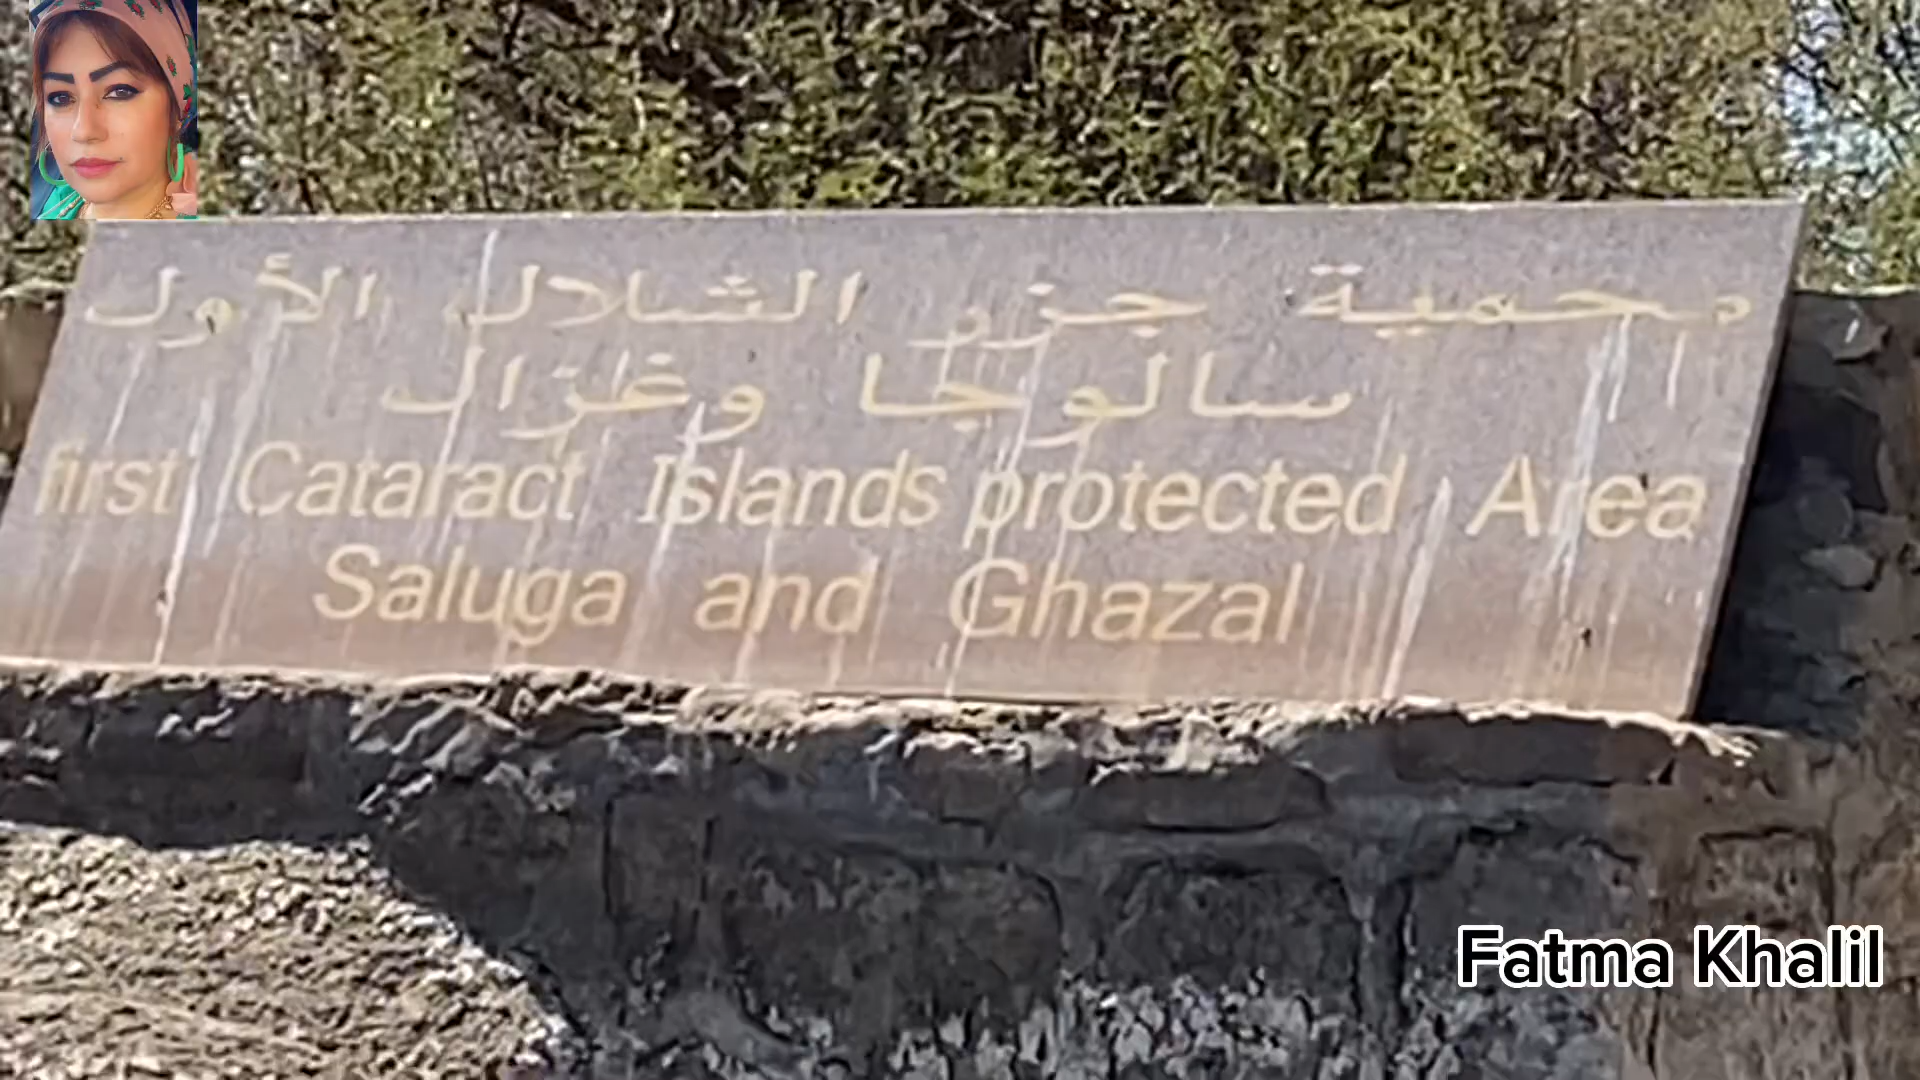 محمية جزر الشلال الأول
سالوجا وغزال
first Cataract Islands protected Area
Saluga and Ghazal
Fatma Khalil